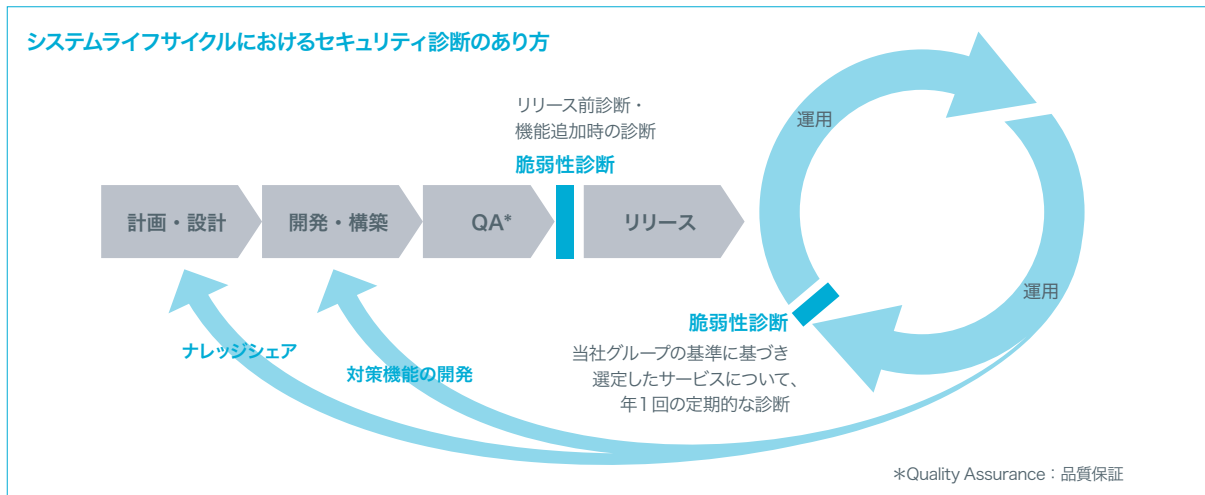 システムライフサイクルにおけるセキュリティ診断のあり方
リリース前診断・
機能追加時の診断
脆弱性診断
計画・設計
開発・構築
QA*
リリース
運用
運用
脆弱性診断
当社グループの基準に基づき
選定したサービスについて、
年1回の定期的な診断
ナレッジシェア
対策機能の開発
＊Quality Assurance：品質保証